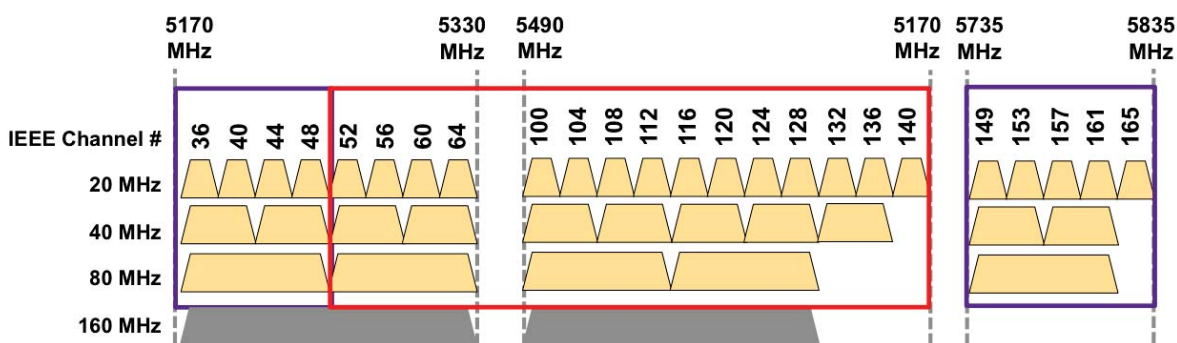 5170 MHz 5330 MHz 5490 MHz 5170 MHz 5735 MHz 5835 MHz
IEEE Channel # 36 40 44 48 52 56 60 64 100 104 108 112 116 120 124 128 132 136 140 149 153 157 161 165
20 MHz
40 MHz
80 MHz
160 MHz